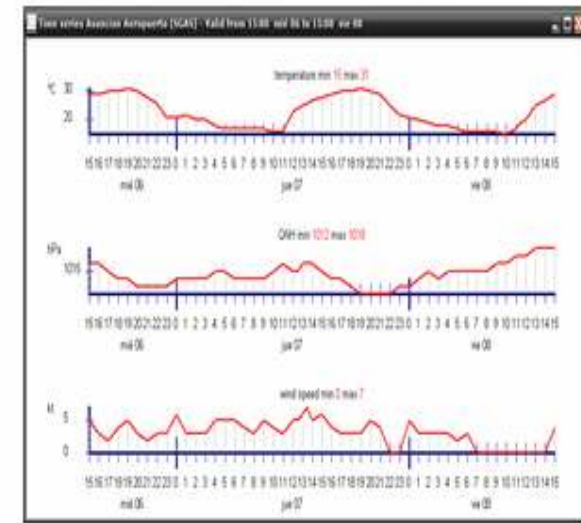 Time series Asuncion Aeropuerto [SGAS] - Valid from 15:00 mié 06 to 15:00 vie 08
temperature min 15 max 31
°C
30
20
15 16 17 18 19 20 21 22 23 0 1 2 3 4 5 6 7 8 9 10 11 12 13 14 15 16 17 18 19 20 21 22 23 0 1 2 3 4 5 6 7 8 9 10 11 12 13 14 15
mié 06 jue 07 vie 08
QNH min 1012 max 1018
hPa
1015
15 16 17 18 19 20 21 22 23 0 1 2 3 4 5 6 7 8 9 10 11 12 13 14 15 16 17 18 19 20 21 22 23 0 1 2 3 4 5 6 7 8 9 10 11 12 13 14 15
mié 06 jue 07 vie 08
wind speed min 0 max 7
kt
5
0
15 16 17 18 19 20 21 22 23 0 1 2 3 4 5 6 7 8 9 10 11 12 13 14 15 16 17 18 19 20 21 22 23 0 1 2 3 4 5 6 7 8 9 10 11 12 13 14 15
mié 06 jue 07 vie 08